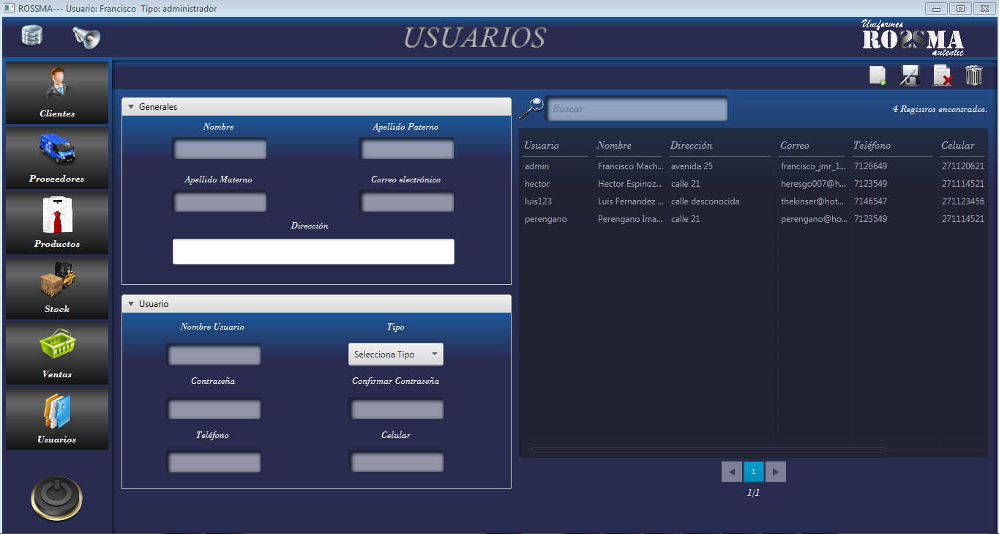 ROSSMA--- Usuario: Francisco Tipo: administrador
USUARIOS
Uniformes
ROSSMA
autentic
Clientes
Proveedores
Productos
Stock
Ventas
Usuarios
Generales
Nombre Apellido Paterno
Apellido Materno Correo electrónico
Dirección
Usuario
Nombre Usuario Tipo
Selecciona Tipo
Contraseña Confirmar Contraseña
Teléfono Celular
Buscar 4 Registros encontrados.
Usuario Nombre Dirección Correo Teléfono Celular
admin Francisco Mach... avenida 25 francisco_jmr_1... 7126649 271120621
hector Hector Espinoz... calle 21 heresgo007@h... 7123549 271114521
luis123 Luis Fernandez ... calle desconocida thekinser@hot... 7146547 271123456
perengano Perengano Ima... calle 21 perengano@ho... 7123549 271114521
1
1/1